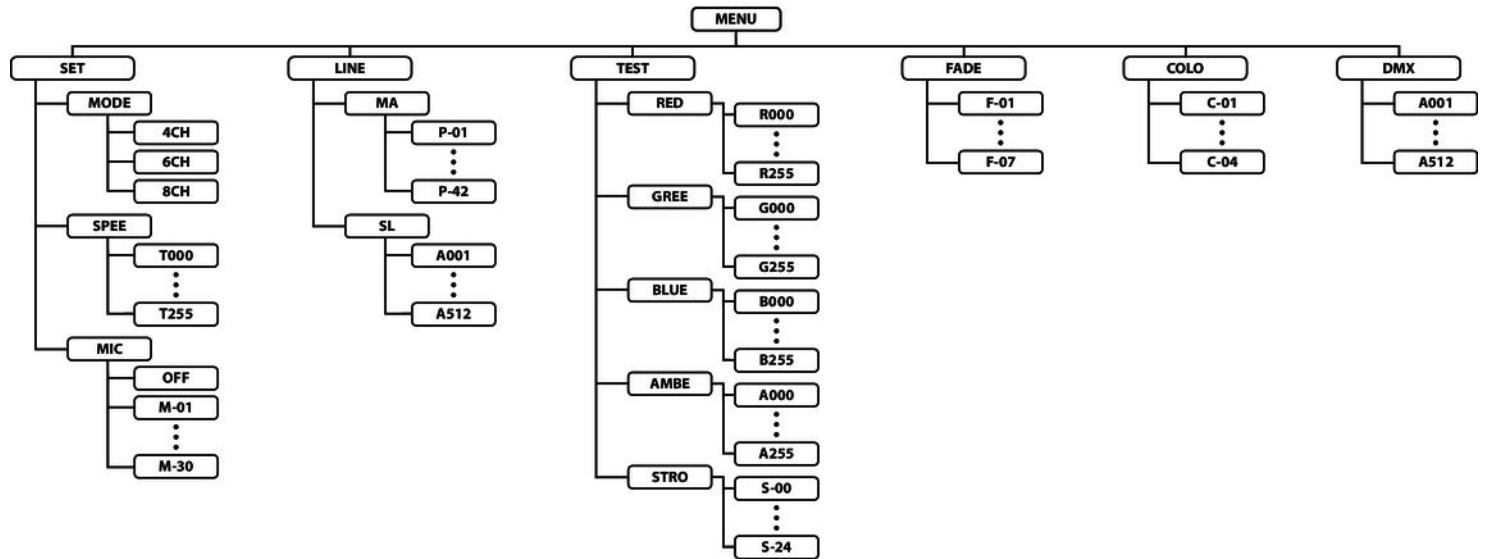 MENU
SET
MODE
4CH
6CH
8CH
SPEE
T000
T255
MIC
OFF
M-01
M-30
LINE
MA
P-01
P-42
SL
A001
A512
TEST
RED
R000
R255
GREE
G000
G255
BLUE
B000
B255
AMBE
A000
A255
STRO
S-00
S-24
FADE
F-01
F-07
COLO
C-01
C-04
DMX
A001
A512